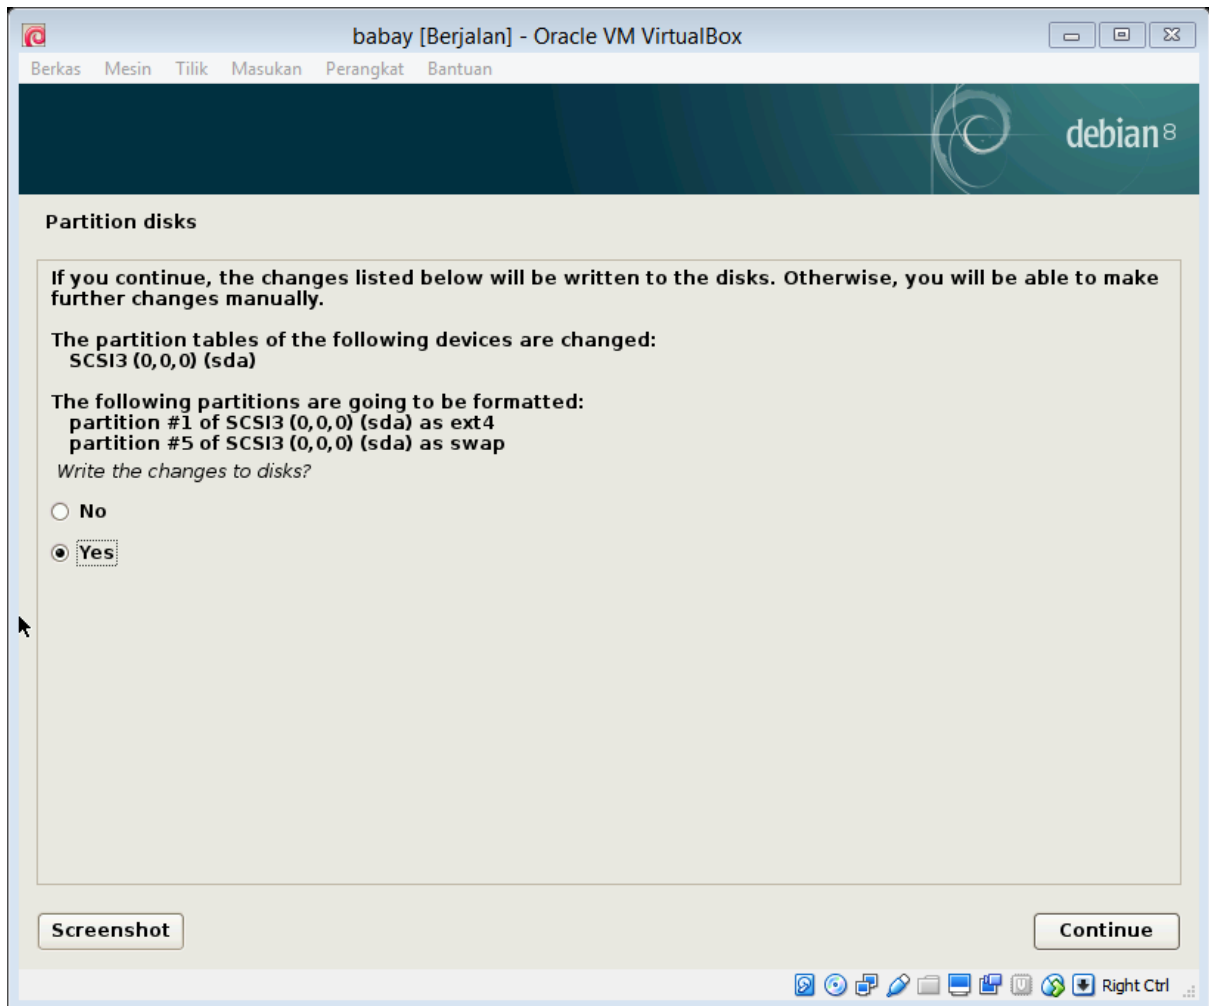 babay [Berjalan] - Oracle VM VirtualBox
Berkas Mesin Tilik Masukan Perangkat Bantuan
debian 8
Partition disks
If you continue, the changes listed below will be written to the disks. Otherwise, you will be able to make
further changes manually.
The partition tables of the following devices are changed:
SCSI3 (0,0,0) (sda)
The following partitions are going to be formatted:
partition #1 of SCSI3 (0,0,0) (sda) as ext4
partition #5 of SCSI3 (0,0,0) (sda) as swap
Write the changes to disks?
No
Yes
Screenshot Continue
Right Ctrl